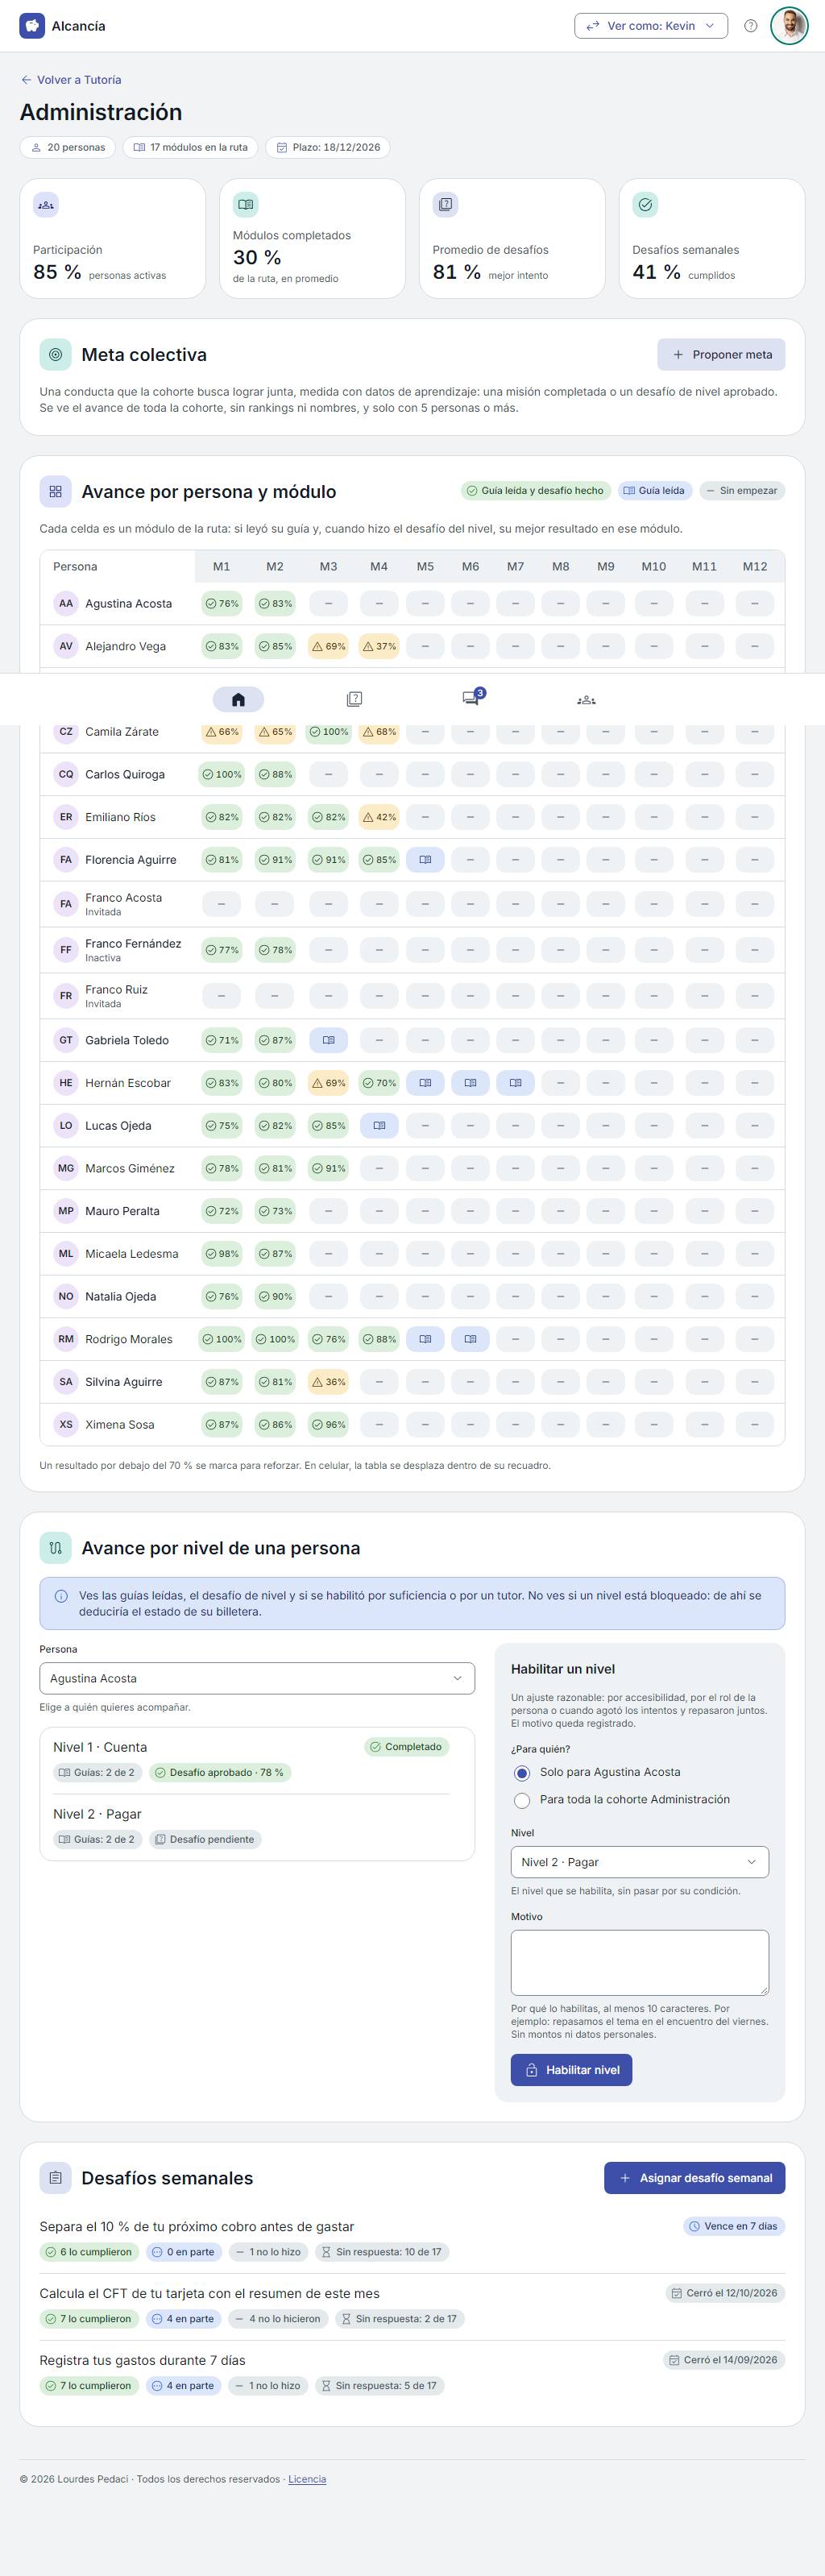 Alcancía
Ver como: Kevin
Volver a Tutoría
Administración
20 personas
17 módulos en la ruta
Plazo: 18/12/2026
Participación
85 % personas activas
Módulos completados
30 %
de la ruta, en promedio
Promedio de desafíos
81 % mejor intento
Desafíos semanales
41 % cumplidos
Meta colectiva
Proponer meta
Una conducta que la cohorte busca lograr junta, medida con datos de aprendizaje: una misión completada o un desafío de nivel aprobado.
Se ve el avance de toda la cohorte, sin rankings ni nombres, y solo con 5 personas o más.
Avance por persona y módulo
Guía leída y desafío hecho
Guía leída
– Sin empezar
Cada celda es un módulo de la ruta: si leyó su guía y, cuando hizo el desafío del nivel, su mejor resultado en ese módulo.
Persona M1 M2 M3 M4 M5 M6 M7 M8 M9 M10 M11 M12
AA Agustina Acosta 76% 83% – – – – – – – – – –
AV Alejandro Vega 83% 85% 69% 37% – – – – – – – –
3
CZ Camila Zárate 66% 65% 100% 68% – – – – – – – –
CQ Carlos Quiroga 100% 88% – – – – – – – – – –
ER Emiliano Ríos 82% 82% 82% 42% – – – – – – – –
FA Florencia Aguirre 81% 91% 91% 85% – – – – – – –
FA Franco Acosta – – – – – – – – – – – –
Invitada
FF Franco Fernández 77% 78% – – – – – – – – – –
Inactiva
FR Franco Ruiz – – – – – – – – – – – –
Invitada
GT Gabriela Toledo 71% 87% – – – – – – – – –
HE Hernán Escobar 83% 80% 69% 70% – – – – –
LO Lucas Ojeda 75% 82% 85% – – – – – – – –
MG Marcos Giménez 78% 81% 91% – – – – – – – – –
MP Mauro Peralta 72% 73% – – – – – – – – – –
ML Micaela Ledesma 98% 87% – – – – – – – – – –
NO Natalia Ojeda 76% 90% – – – – – – – – – –
RM Rodrigo Morales 100% 100% 76% 88% – – – – – –
SA Silvina Aguirre 87% 81% 36% – – – – – – – – –
XS Ximena Sosa 87% 86% 96% – – – – – – – – –
Un resultado por debajo del 70 % se marca para reforzar. En celular, la tabla se desplaza dentro de su recuadro.
Avance por nivel de una persona
Ves las guías leídas, el desafío de nivel y si se habilitó por suficiencia o por un tutor. No ves si un nivel está bloqueado: de ahí se
deduciría el estado de su billetera.
Persona
Agustina Acosta
Elige a quién quieres acompañar.
Nivel 1 · Cuenta
Completado
Guías: 2 de 2
Desafío aprobado · 78 %
Nivel 2 · Pagar
Guías: 2 de 2
Desafío pendiente
Habilitar un nivel
Un ajuste razonable: por accesibilidad, por el rol de la
persona o cuando agotó los intentos y repasaron juntos.
El motivo queda registrado.
¿Para quién?
Solo para Agustina Acosta
Para toda la cohorte Administración
Nivel
Nivel 2 · Pagar
El nivel que se habilita, sin pasar por su condición.
Motivo
Por qué lo habilitas, al menos 10 caracteres. Por
ejemplo: repasamos el tema en el encuentro del viernes.
Sin montos ni datos personales.
Habilitar nivel
Desafíos semanales
Asignar desafío semanal
Separa el 10 % de tu próximo cobro antes de gastar
Vence en 7 días
6 lo cumplieron
0 en parte
– 1 no lo hizo
Sin respuesta: 10 de 17
Calcula el CFT de tu tarjeta con el resumen de este mes
Cerró el 12/10/2026
7 lo cumplieron
4 en parte
– 4 no lo hicieron
Sin respuesta: 2 de 17
Registra tus gastos durante 7 días
Cerró el 14/09/2026
7 lo cumplieron
4 en parte
– 1 no lo hizo
Sin respuesta: 5 de 17
© 2026 Lourdes Pedaci · Todos los derechos reservados · Licencia